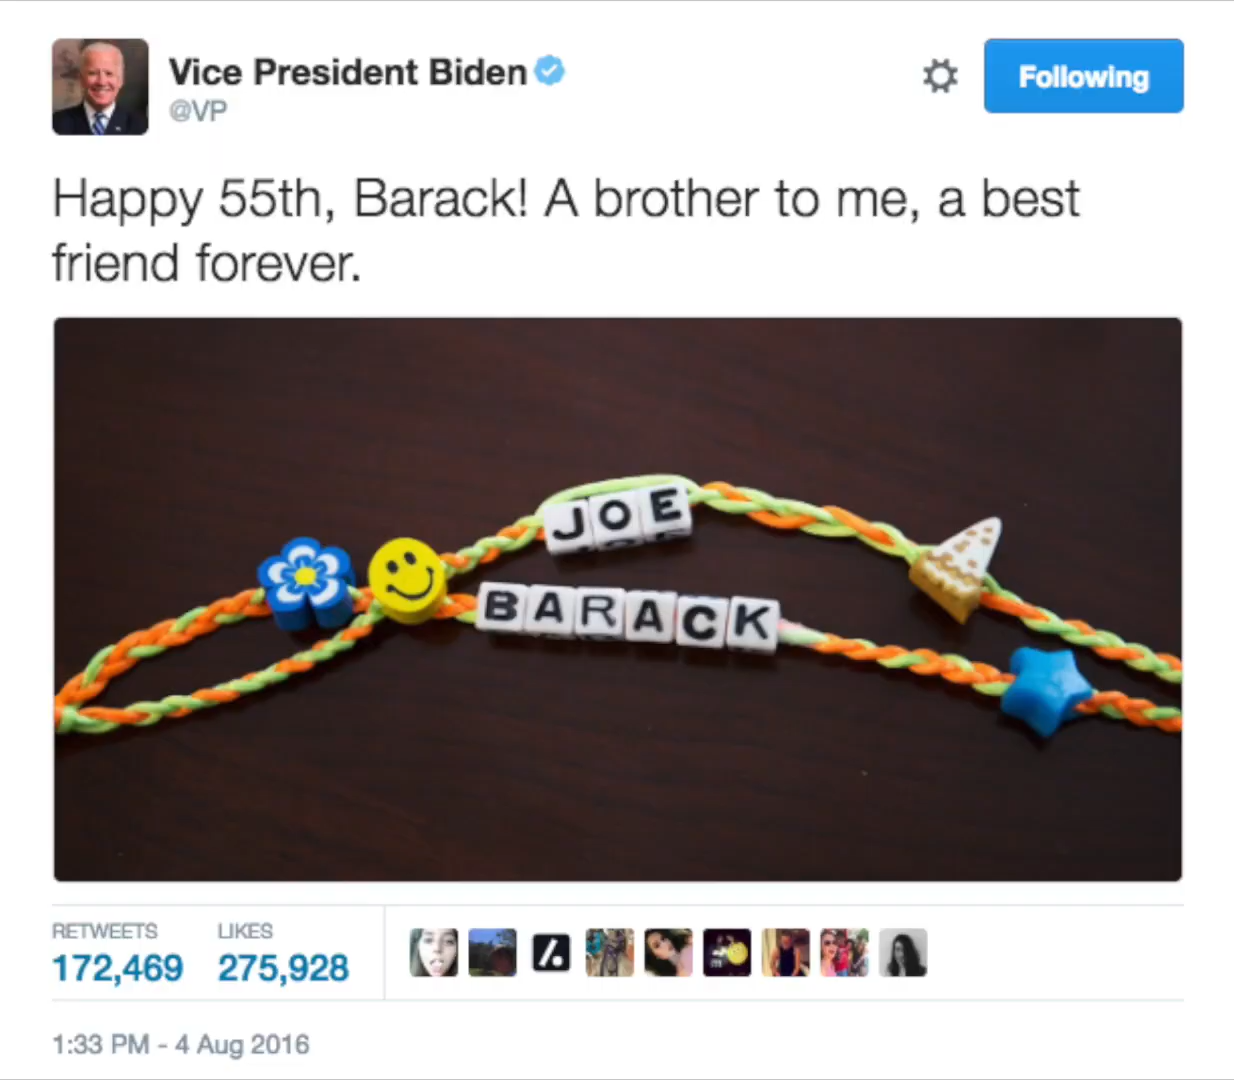 Vice President Biden
@VP
Following
Happy 55th, Barack! A brother to me, a best
friend forever.
JOE
BARACK
RETWEETS LIKES
172,469 275,928
1:33 PM - 4 Aug 2016